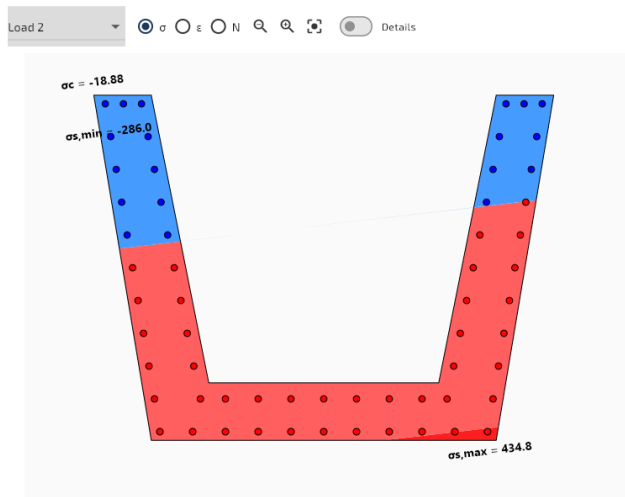 Load 2 σ ε N Details
σc = -18.88
σs,min = -286.0
σs,max = 434.8